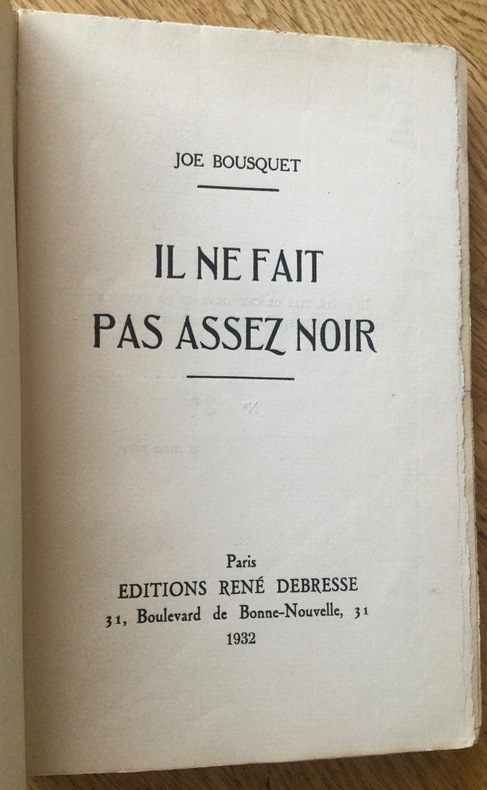 JOE BOUSQUET
IL NE FAIT
PAS ASSEZ NOIR
Paris
EDITIONS RENÉ DEBRESSE
31, Boulevard de Bonne-Nouvelle, 31
1932